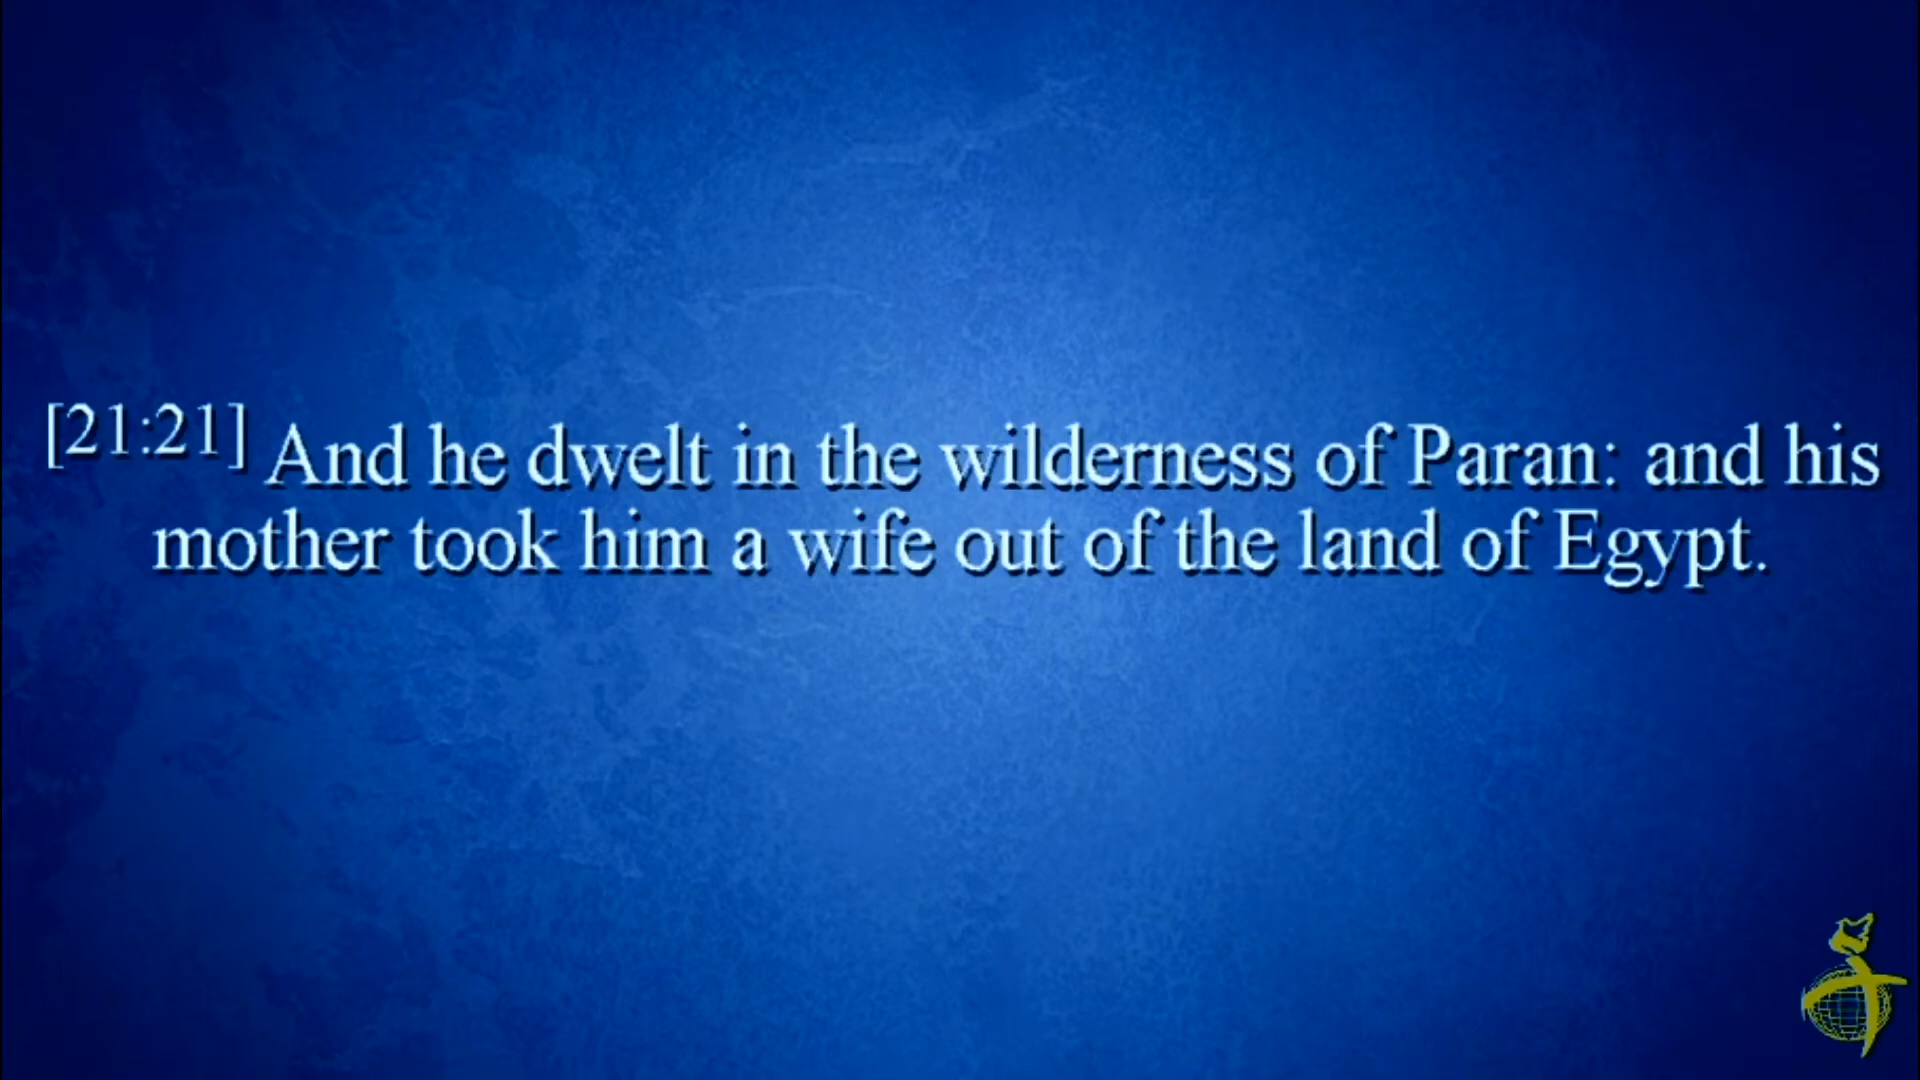 [21:21] And he dwelt in the wilderness of Paran: and his
mother took him a wife out of the land of Egypt.